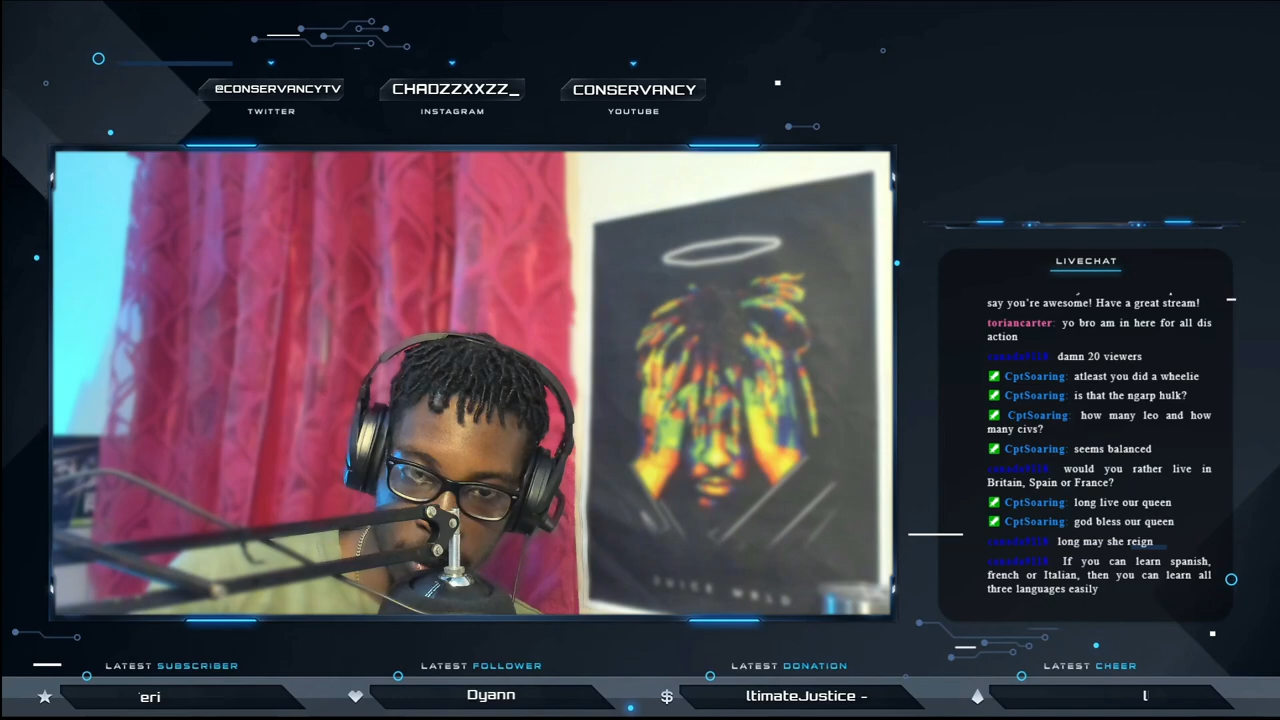 @CONSERVANCYTV
CHADZZXXZZ_
CONSERVANCY
TWITTER
INSTAGRAM
YOUTUBE
JUICE WRLD
LIVECHAT
say you're awesome! Have a great stream!
toriancarter: yo bro am in here for all dis
action
damn 20 viewers
CptSoaring: atleast you did a wheelie
CptSoaring: is that the ngarp hulk?
CptSoaring: how many leo and how
many civs?
CptSoaring: seems balanced
would you rather live in
Britain, Spain or France?
CptSoaring: long live our queen
CptSoaring: god bless our queen
long may she reign
If you can learn spanish,
french or Italian, then you can learn all
three languages easily
LATEST SUBSCRIBER
LATEST FOLLOWER
LATEST DONATION
LATEST CHEER
eri
Dyann
ltimateJustice -